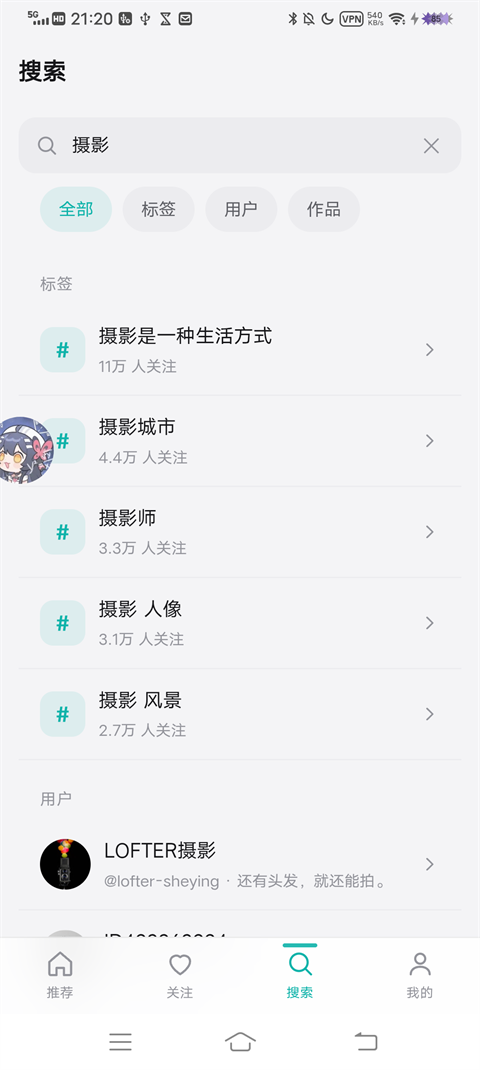 5G HD 21:20 VPN 540 KB/s 85
搜索
摄影
全部 标签 用户 作品
标签
# 摄影是一种生活方式
11万 人关注
# 摄影城市
4.4万 人关注
# 摄影师
3.3万 人关注
# 摄影 人像
3.1万 人关注
# 摄影 风景
2.7万 人关注
用户
LOFTER摄影
@lofter-sheying · 还有头发，就还能拍。
推荐 关注 搜索 我的